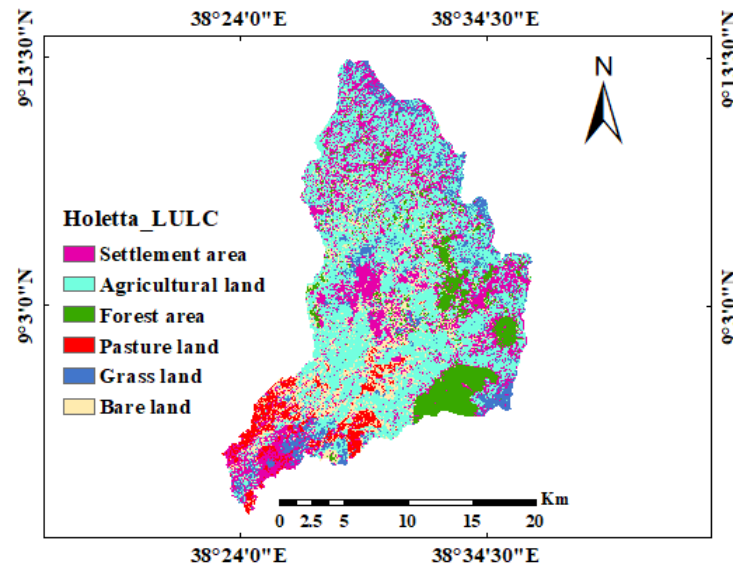 38°24'0"E 38°34'30"E
9°13'30"N 9°13'30"N
N
Holetta_LULC
Settlement area
Agricultural land
Forest area
Pasture land
Grass land
Bare land
9°3'0"N 9°3'0"N
Km
0 2.5 5 10 15 20
38°24'0"E 38°34'30"E